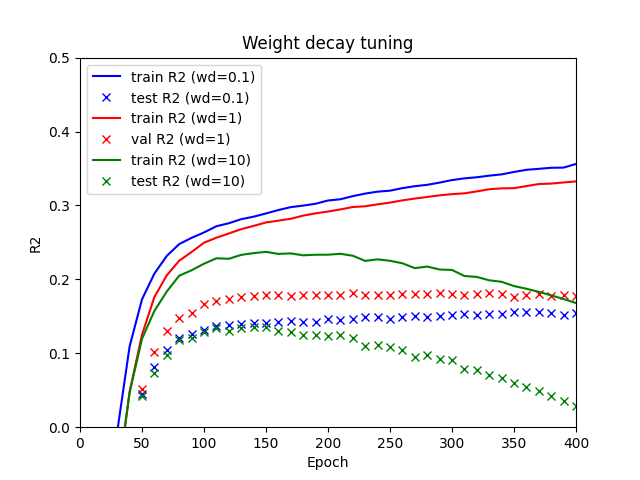 Weight decay tuning
train R2 (wd=0.1)
test R2 (wd=0.1)
train R2 (wd=1)
val R2 (wd=1)
train R2 (wd=10)
test R2 (wd=10)
R2
0.5
0.4
0.3
0.2
0.1
0.0
0 50 100 150 200 250 300 350 400
Epoch